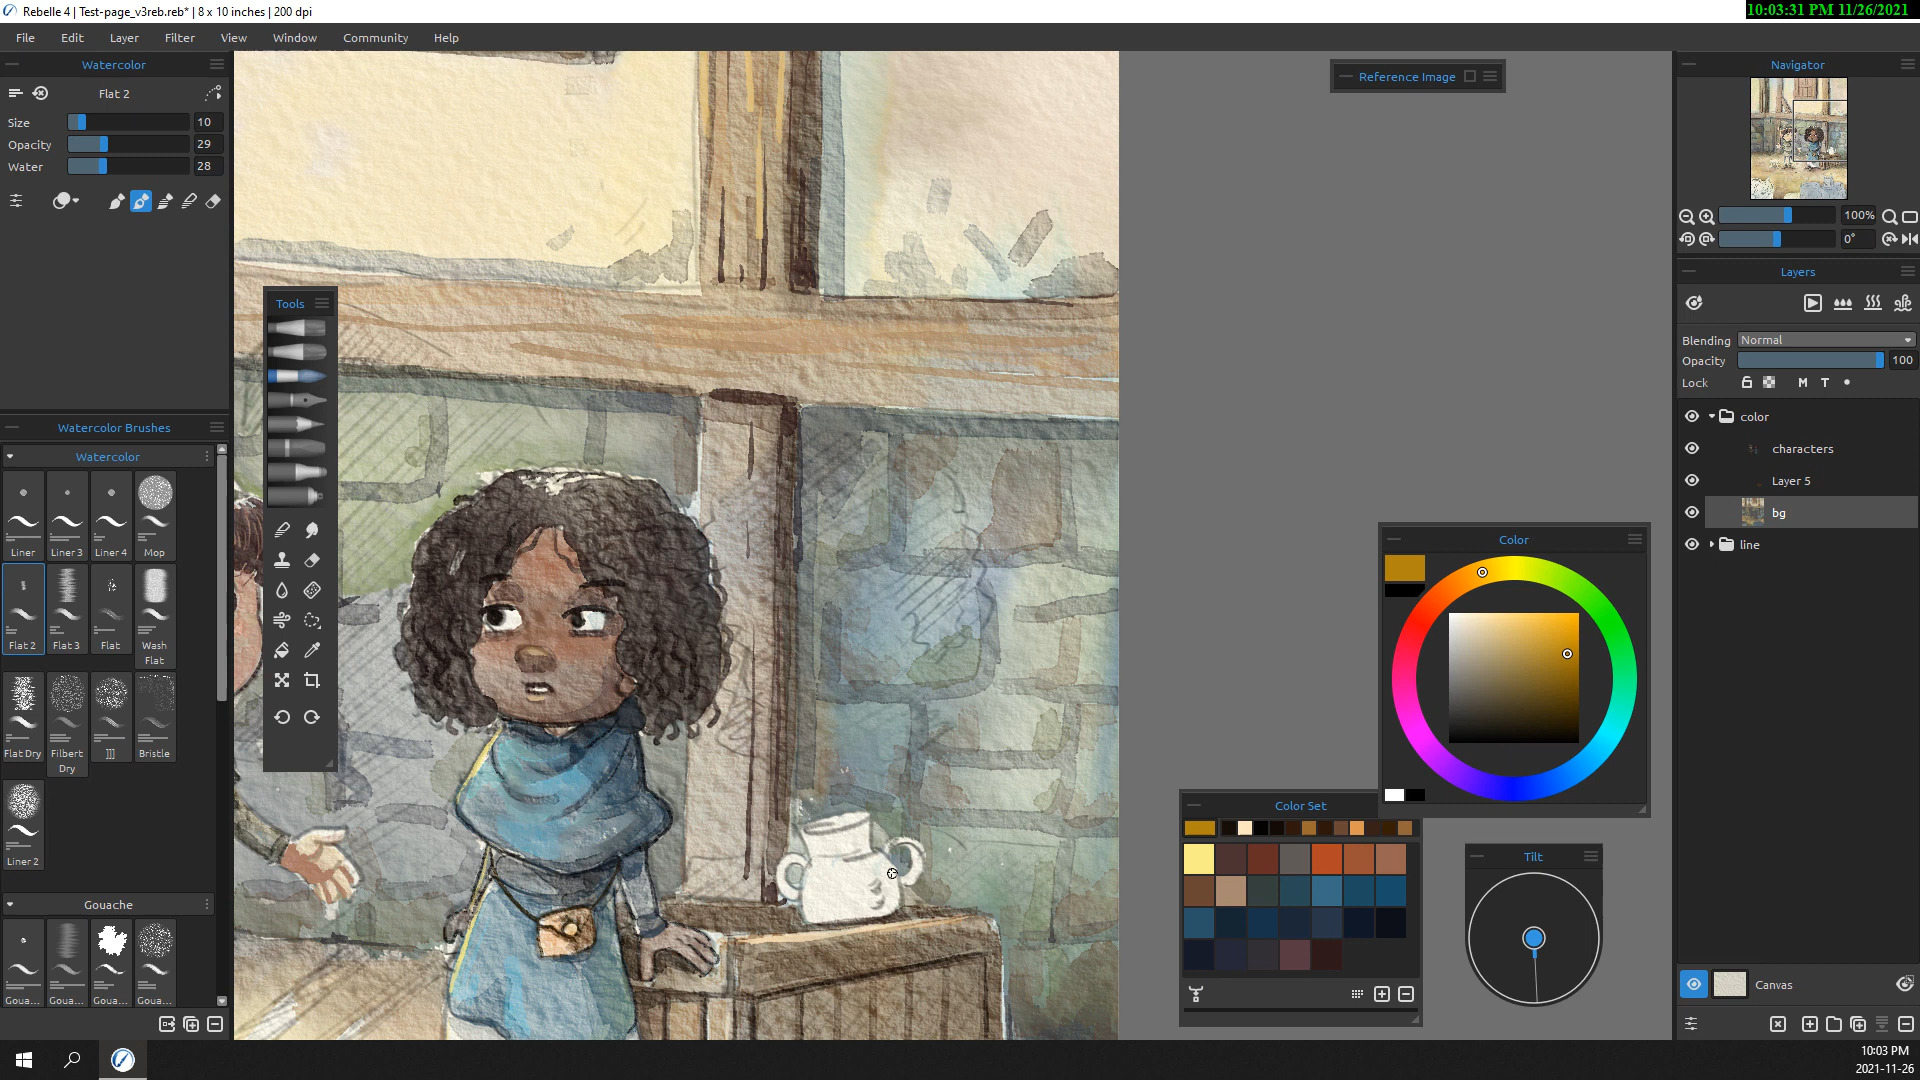 Rebelle 4 | Test-page_v3reb.reb* | 8 x 10 inches | 200 dpi
10:03:31 PM 11/26/2021
File Edit Layer Filter View Window Community Help
Watercolor
Flat 2
Size 10
Opacity 29
Water 28
Watercolor Brushes
Watercolor
Liner Liner 3 Liner 4 Mop
Flat 2 Flat 3 Flat Wash Flat
Flat Dry Filbert Dry ]]] Bristle
Liner 2
Gouache
Goua... Goua... Goua... Goua...
Tools
Reference Image
Color
Color Set
Tilt
Navigator
100%
0°
Layers
Blending Normal
Opacity 100
Lock M T
color
characters
Layer 5
bg
line
Canvas
10:03 PM
2021-11-26